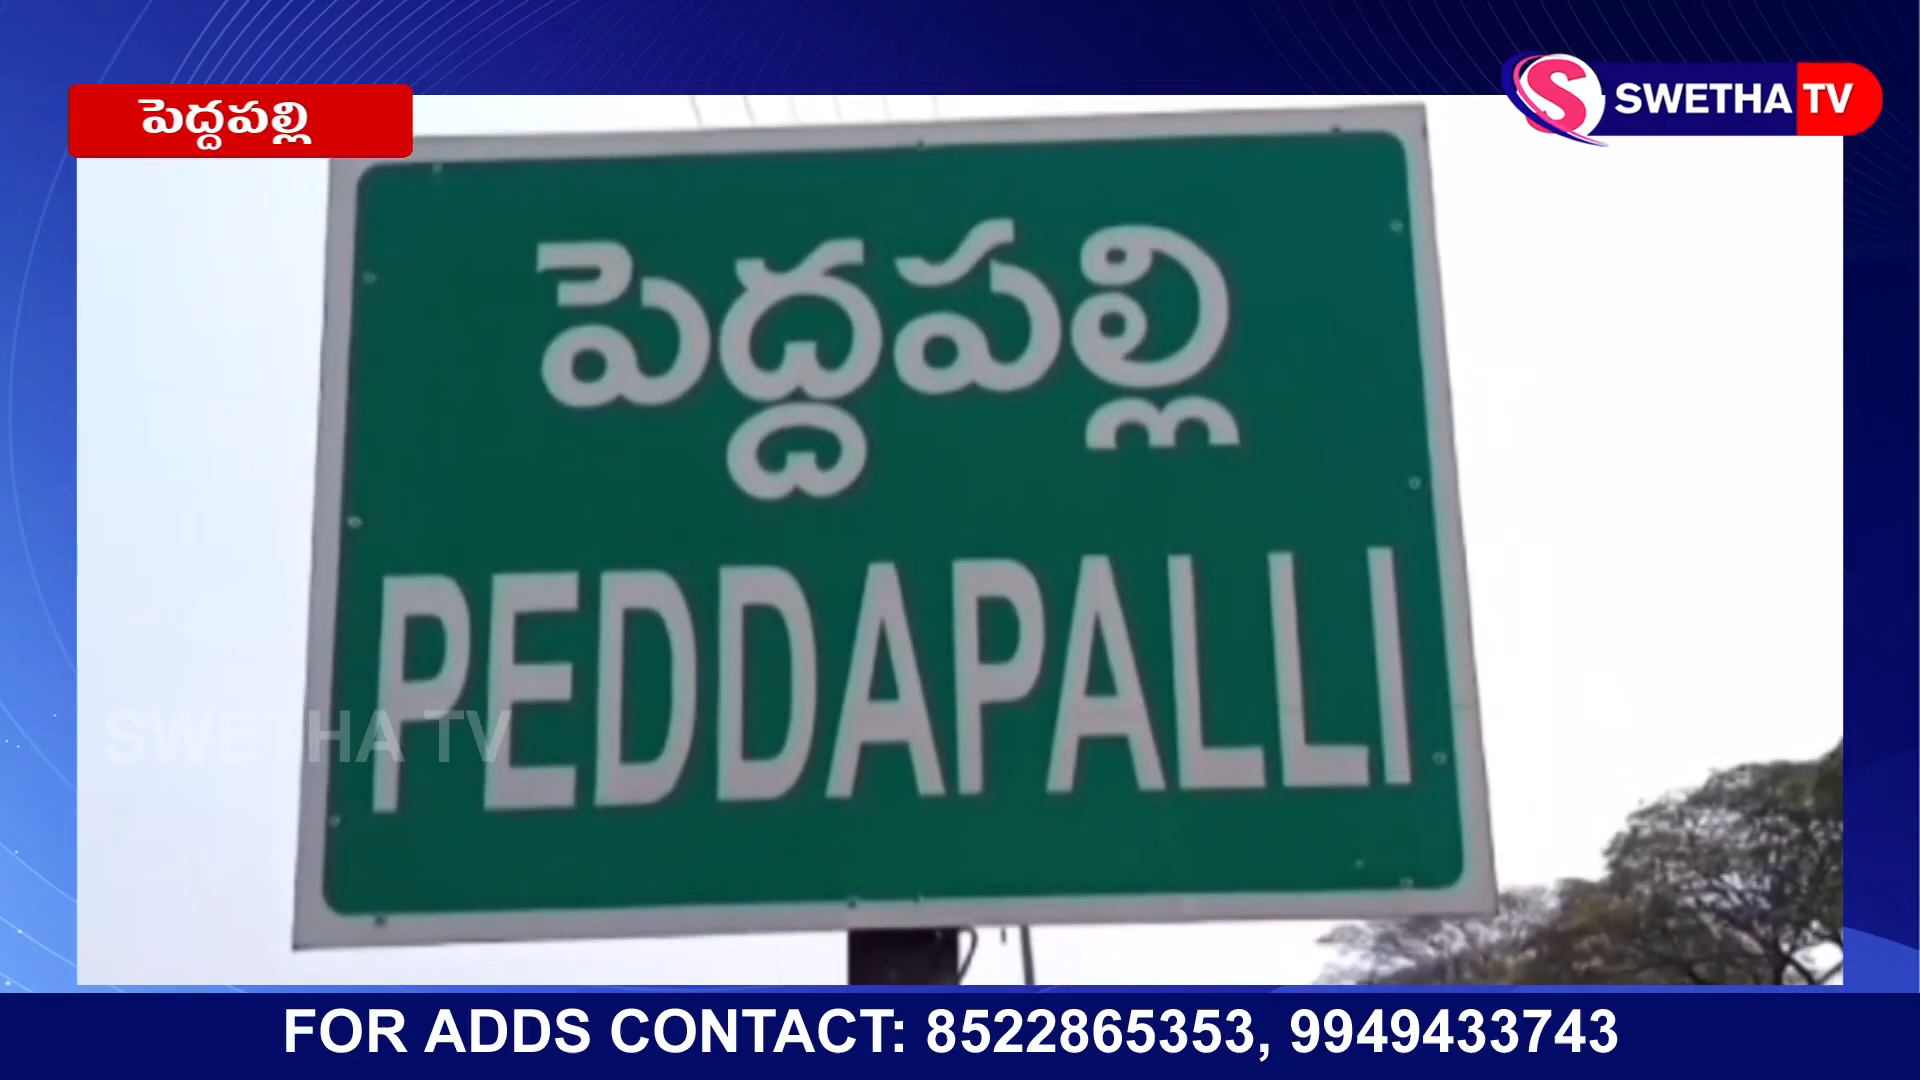 పెద్దపల్లి
S SWETHA TV
పెద్దపల్లి
PEDDAPALLI
SWETHA TV
FOR ADDS CONTACT: 8522865353, 9949433743